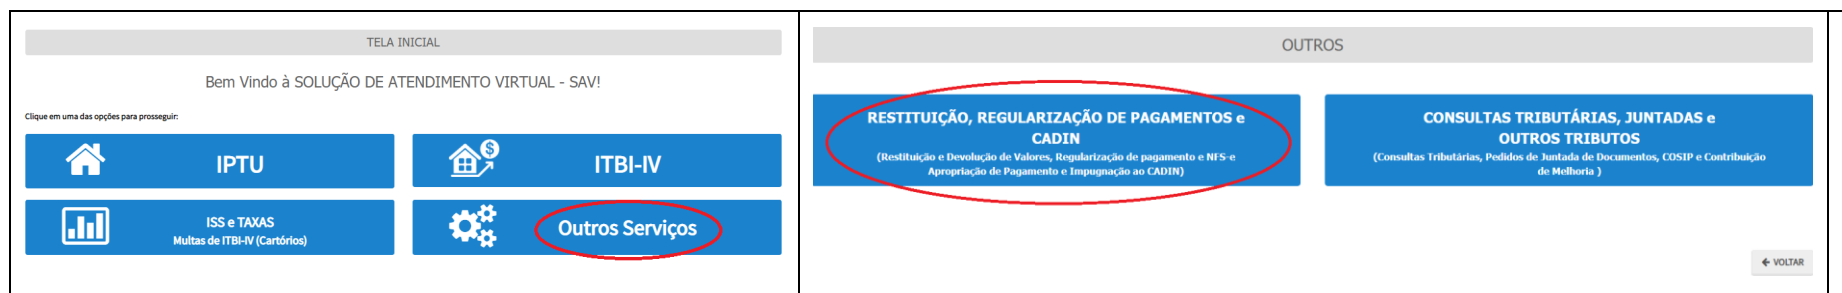 TELA INICIAL
Bem Vindo à SOLUÇÃO DE ATENDIMENTO VIRTUAL - SAV!
Clique em uma das opções para prosseguir:
IPTU
ITBI-IV
ISS e TAXAS
Multas de ITBI-IV (Cartórios)
Outros Serviços
OUTROS
RESTITUIÇÃO, REGULARIZAÇÃO DE PAGAMENTOS e
CADIN
(Restituição e Devolução de Valores, Regularização de pagamento e NFS-e
Apropriação de Pagamento e Impugnação ao CADIN)
CONSULTAS TRIBUTÁRIAS, JUNTADAS e
OUTROS TRIBUTOS
(Consultas Tributárias, Pedidos de Juntada de Documentos, COSIP e Contribuição
de Melhoria )
VOLTAR